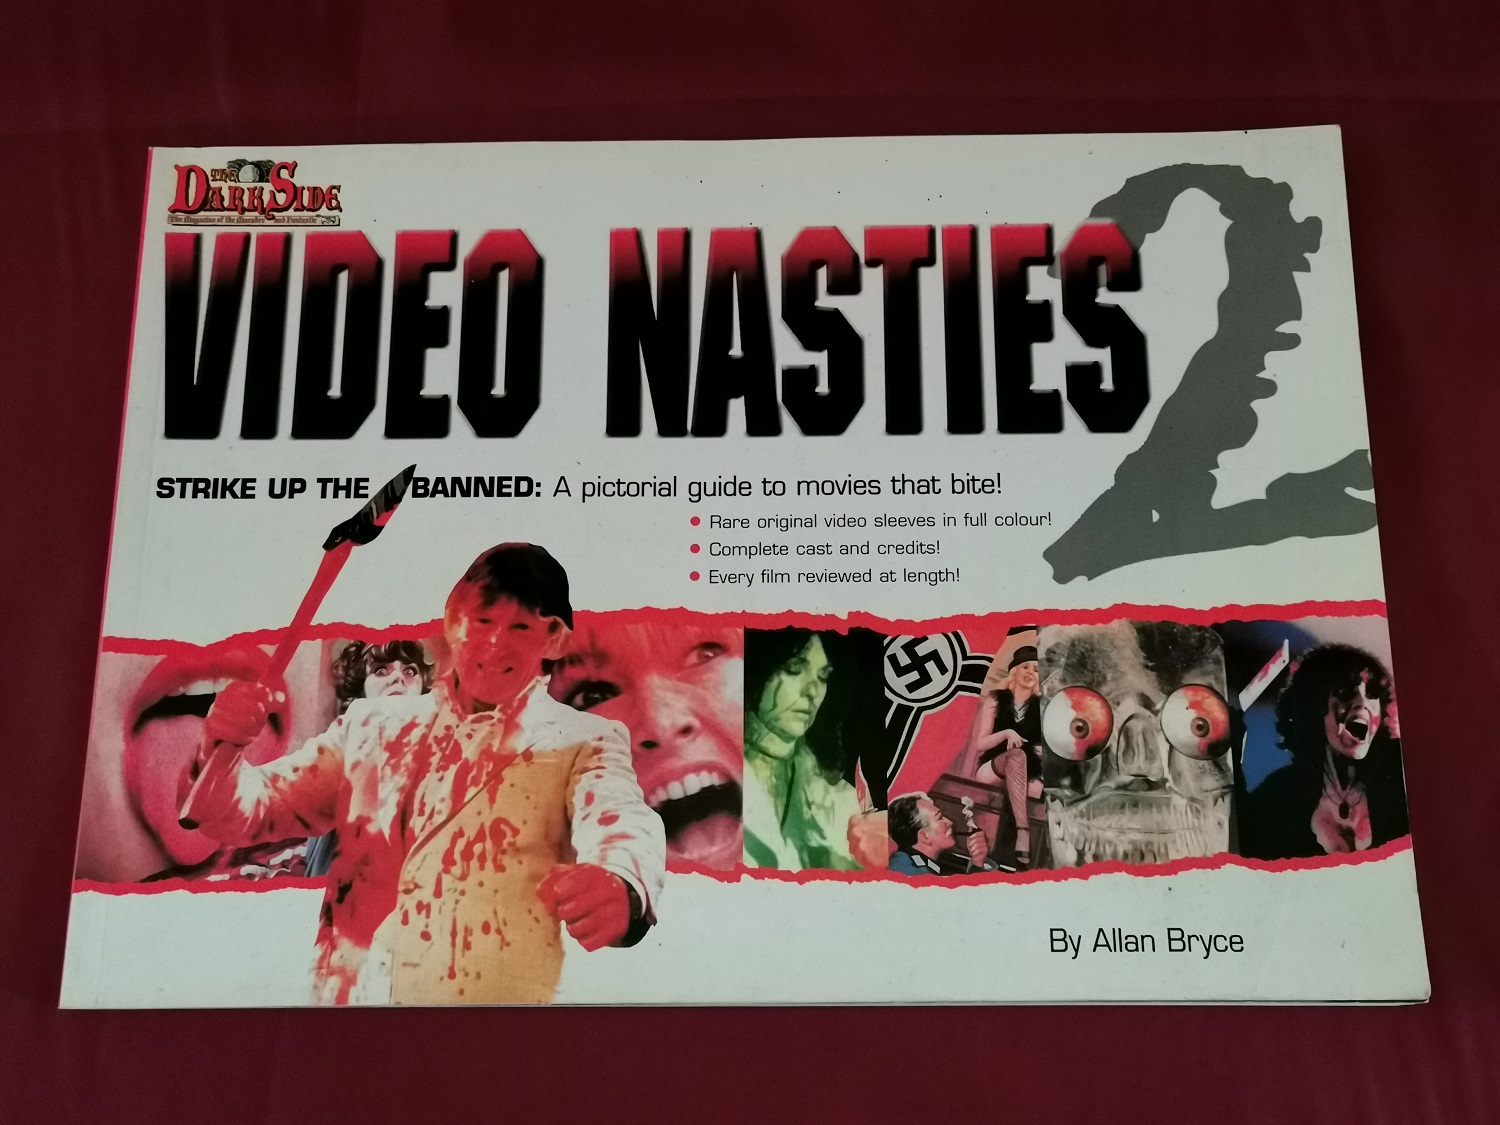 THE
DARKSIDE
The Magazine of the Macabre and Fantastic
VIDEO NASTIES 2
STRIKE UP THE BANNED: A pictorial guide to movies that bite!
• Rare original video sleeves in full colour!
• Complete cast and credits!
• Every film reviewed at length!
By Allan Bryce